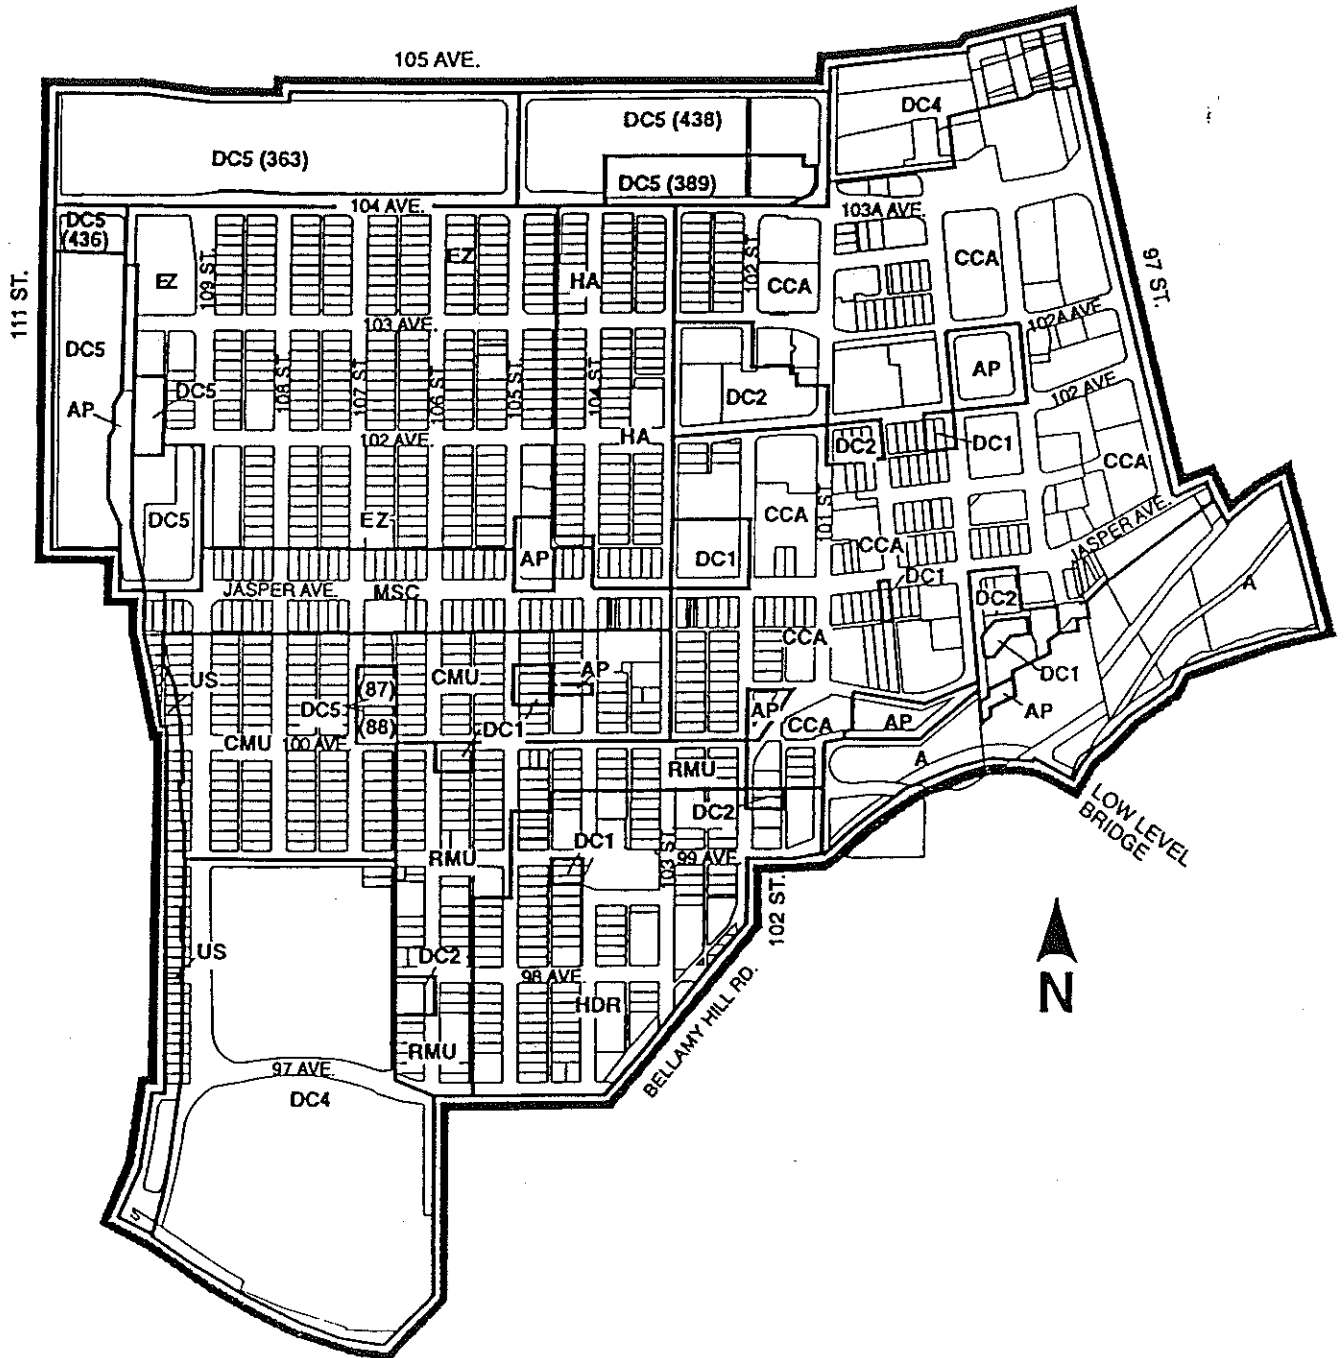 105 AVE.
DC4
DC5 (438)
DC5 (363)
DC5 (389)
104 AVE.
103A AVE.
DC5
(436)
EZ
109 ST.
EZ
HA
102 ST.
CCA
CCA
97 ST.
111 ST.
103 AVE.
102A AVE.
DC5
DC5
108 ST.
107 ST.
106 ST.
105 ST.
104 ST.
DC2
AP
AP
102 AVE.
102 AVE.
HA
DC2
DC1
CCA
DC5
EZ
CCA
101 ST.
CCA
JASPER AVE.
AP
DC1
DC1
DC2
A
JASPER AVE.
MSC
CCA
US
(87)
CMU
AP
DC1
DC5
(88)
DC1
AP
CCA
AP
AP
CMU
100 AVE.
RMU
A
LOW LEVEL
BRIDGE
DC2
RMU
DC1
103 ST.
99 AVE.
102 ST.
US
DC2
98 AVE.
HDR
BELLAMY HILL RD.
N
RMU
97 AVE.
DC4